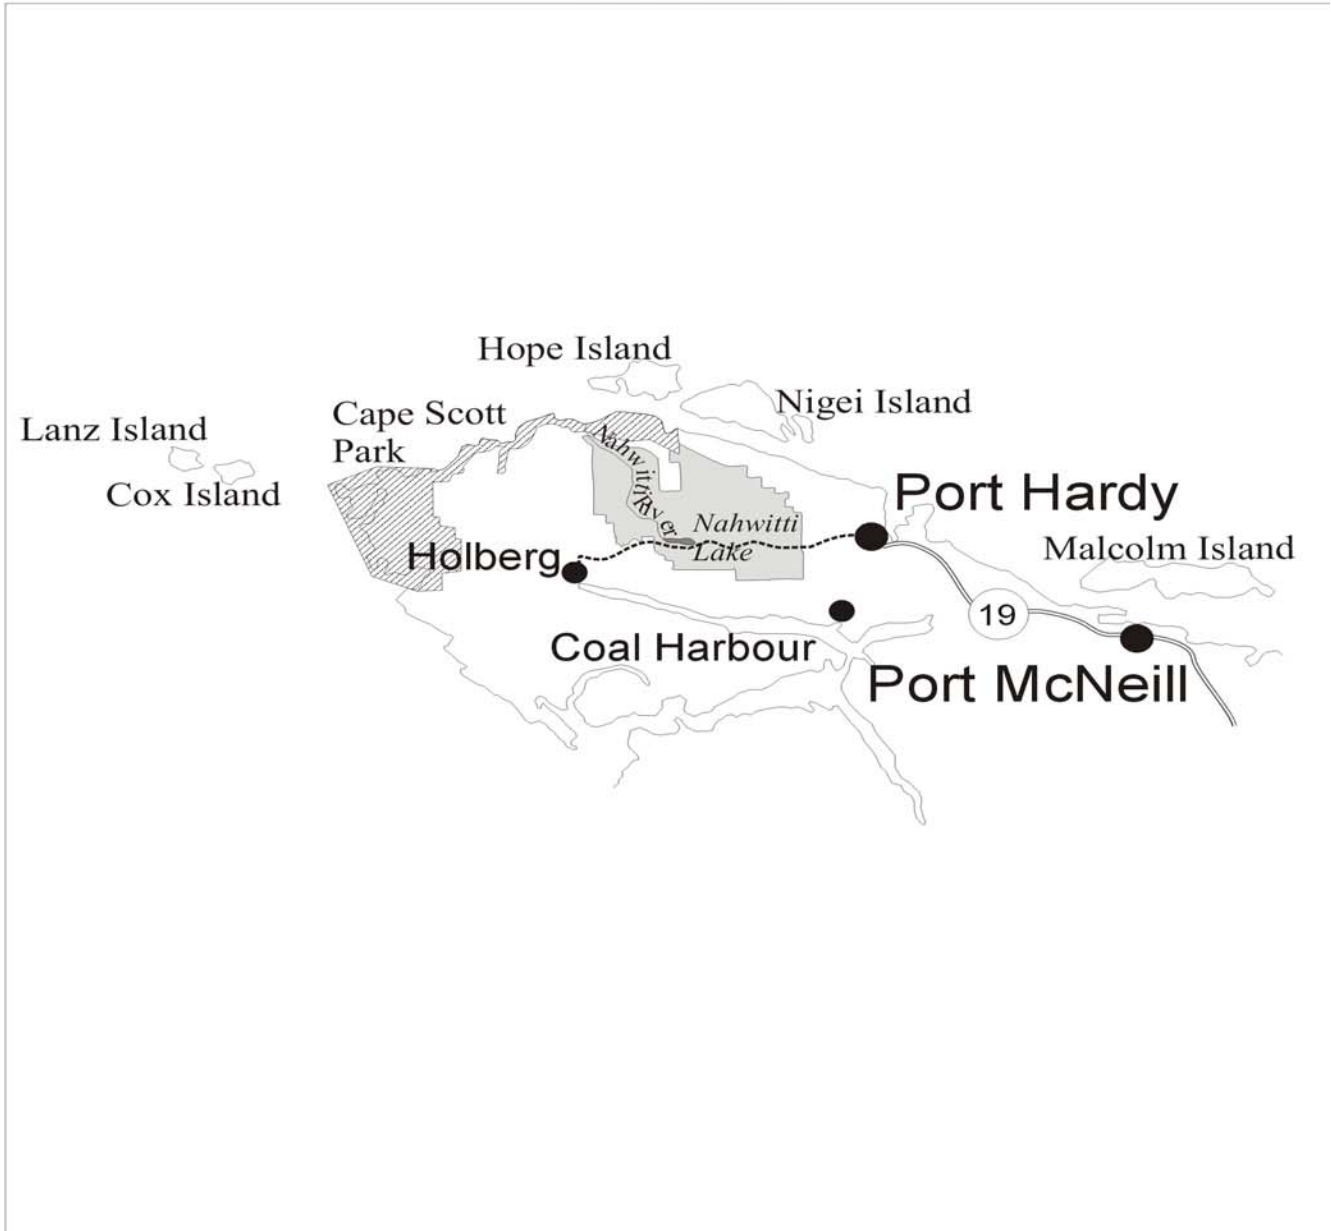 Hope Island
Nigei Island
Lanz Island
Cape Scott
Park
Cox Island
Nahwitti River
Port Hardy
Nahwitti
Lake
Malcolm Island
Holberg
19
Coal Harbour
Port McNeill